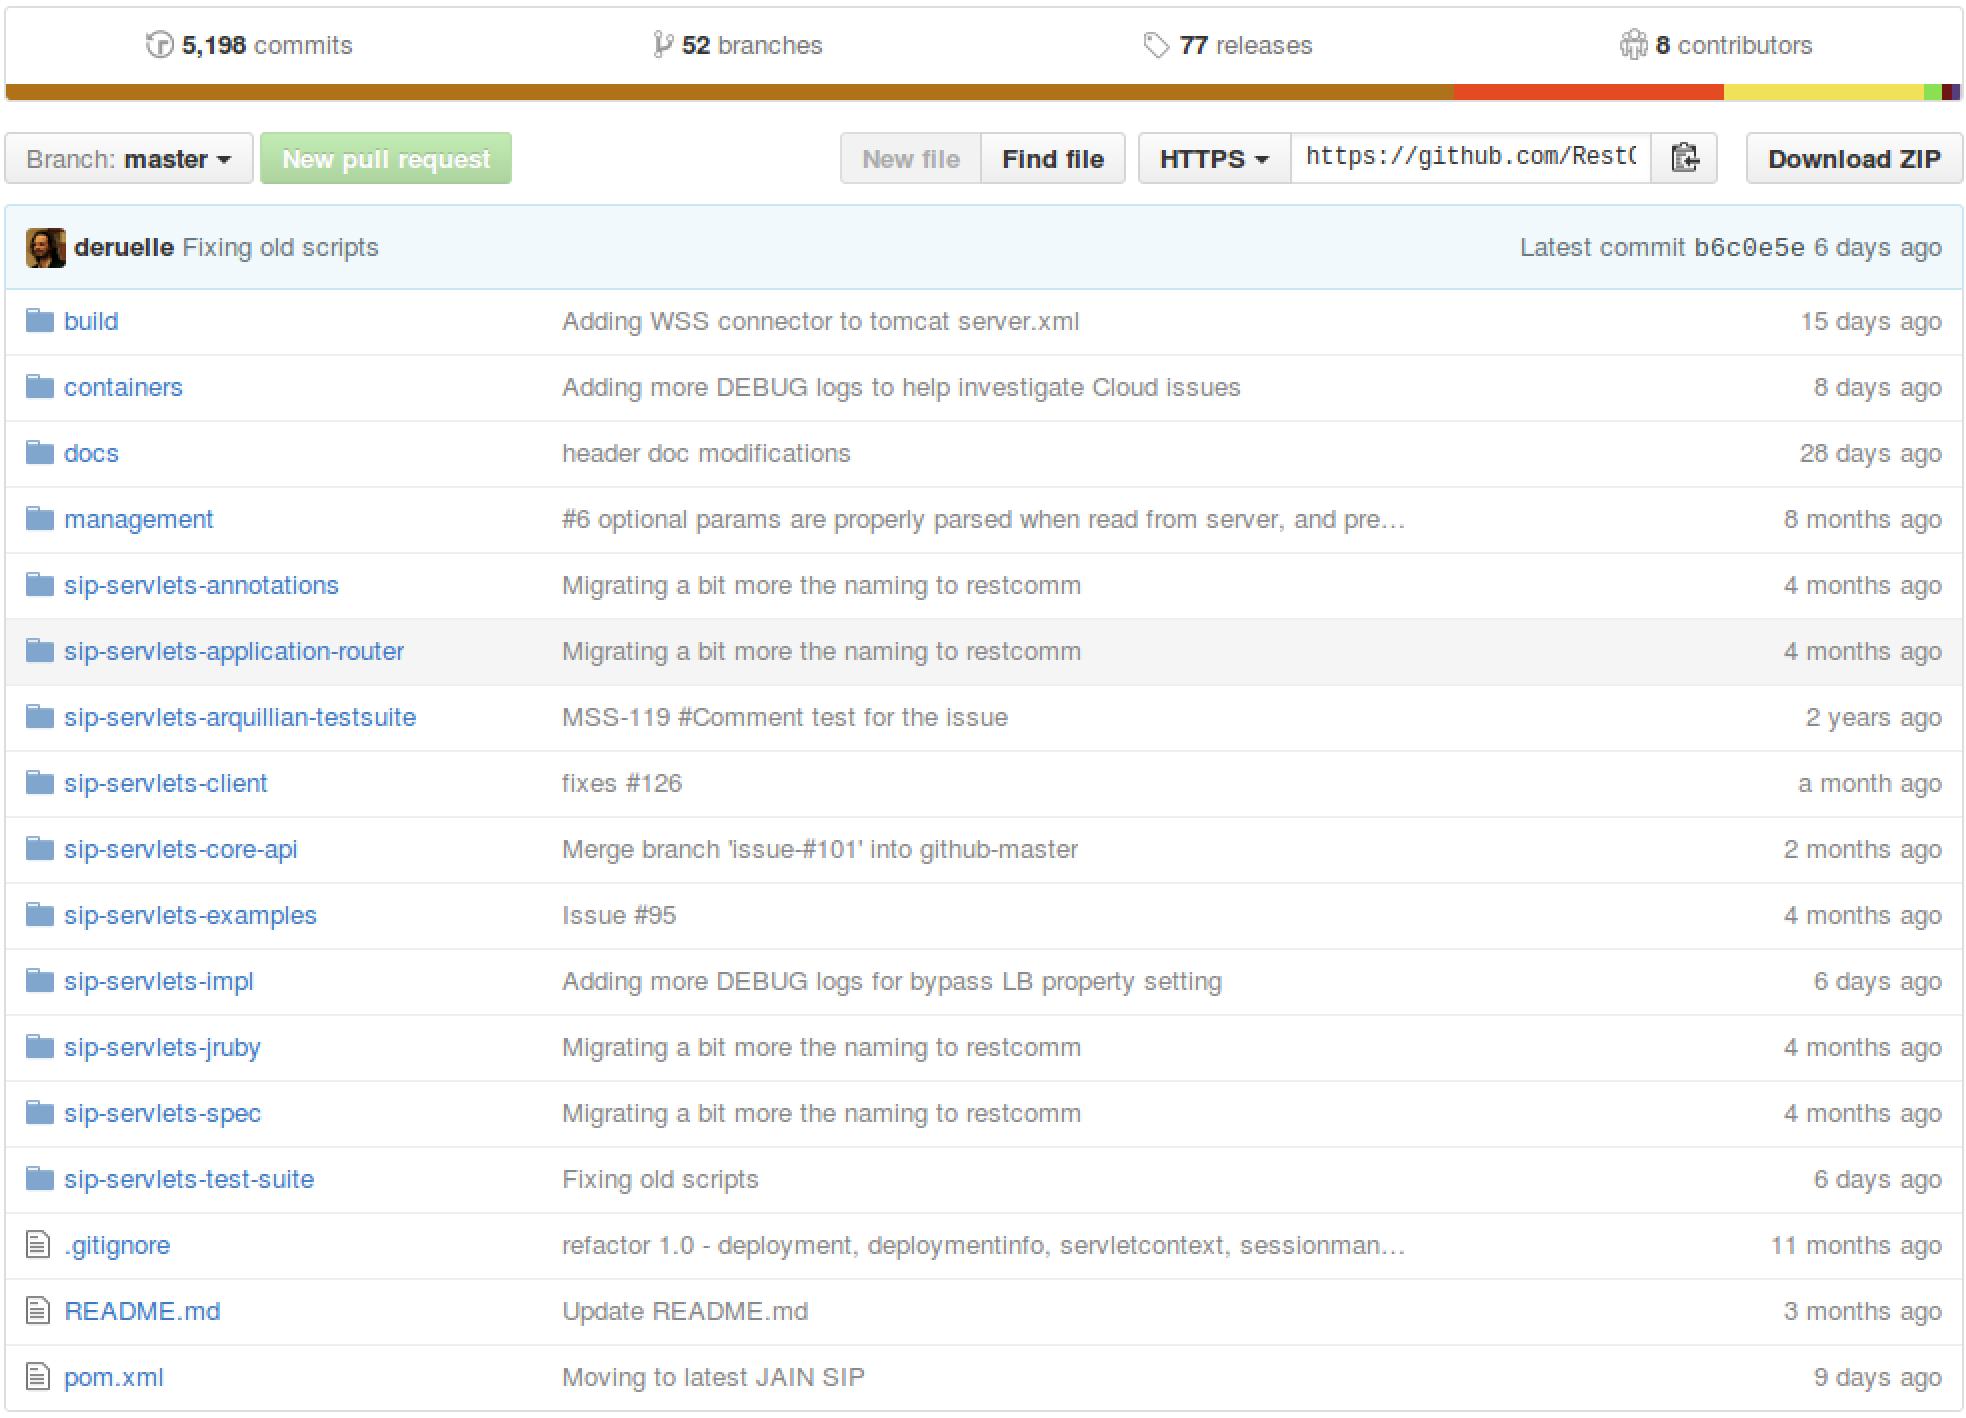 5,198 commits 52 branches 77 releases 8 contributors
Branch: master New pull request New file Find file HTTPS https://github.com/Rest Download ZIP
deruelle Fixing old scripts Latest commit b6c0e5e 6 days ago
build Adding WSS connector to tomcat server.xml 15 days ago
containers Adding more DEBUG logs to help investigate Cloud issues 8 days ago
docs header doc modifications 28 days ago
management #6 optional params are properly parsed when read from server, and pre… 8 months ago
sip-servlets-annotations Migrating a bit more the naming to restcomm 4 months ago
sip-servlets-application-router Migrating a bit more the naming to restcomm 4 months ago
sip-servlets-arquillian-testsuite MSS-119 #Comment test for the issue 2 years ago
sip-servlets-client fixes #126 a month ago
sip-servlets-core-api Merge branch 'issue-#101' into github-master 2 months ago
sip-servlets-examples Issue #95 4 months ago
sip-servlets-impl Adding more DEBUG logs for bypass LB property setting 6 days ago
sip-servlets-jruby Migrating a bit more the naming to restcomm 4 months ago
sip-servlets-spec Migrating a bit more the naming to restcomm 4 months ago
sip-servlets-test-suite Fixing old scripts 6 days ago
.gitignore refactor 1.0 - deployment, deploymentinfo, servletcontext, sessionman… 11 months ago
README.md Update README.md 3 months ago
pom.xml Moving to latest JAIN SIP 9 days ago